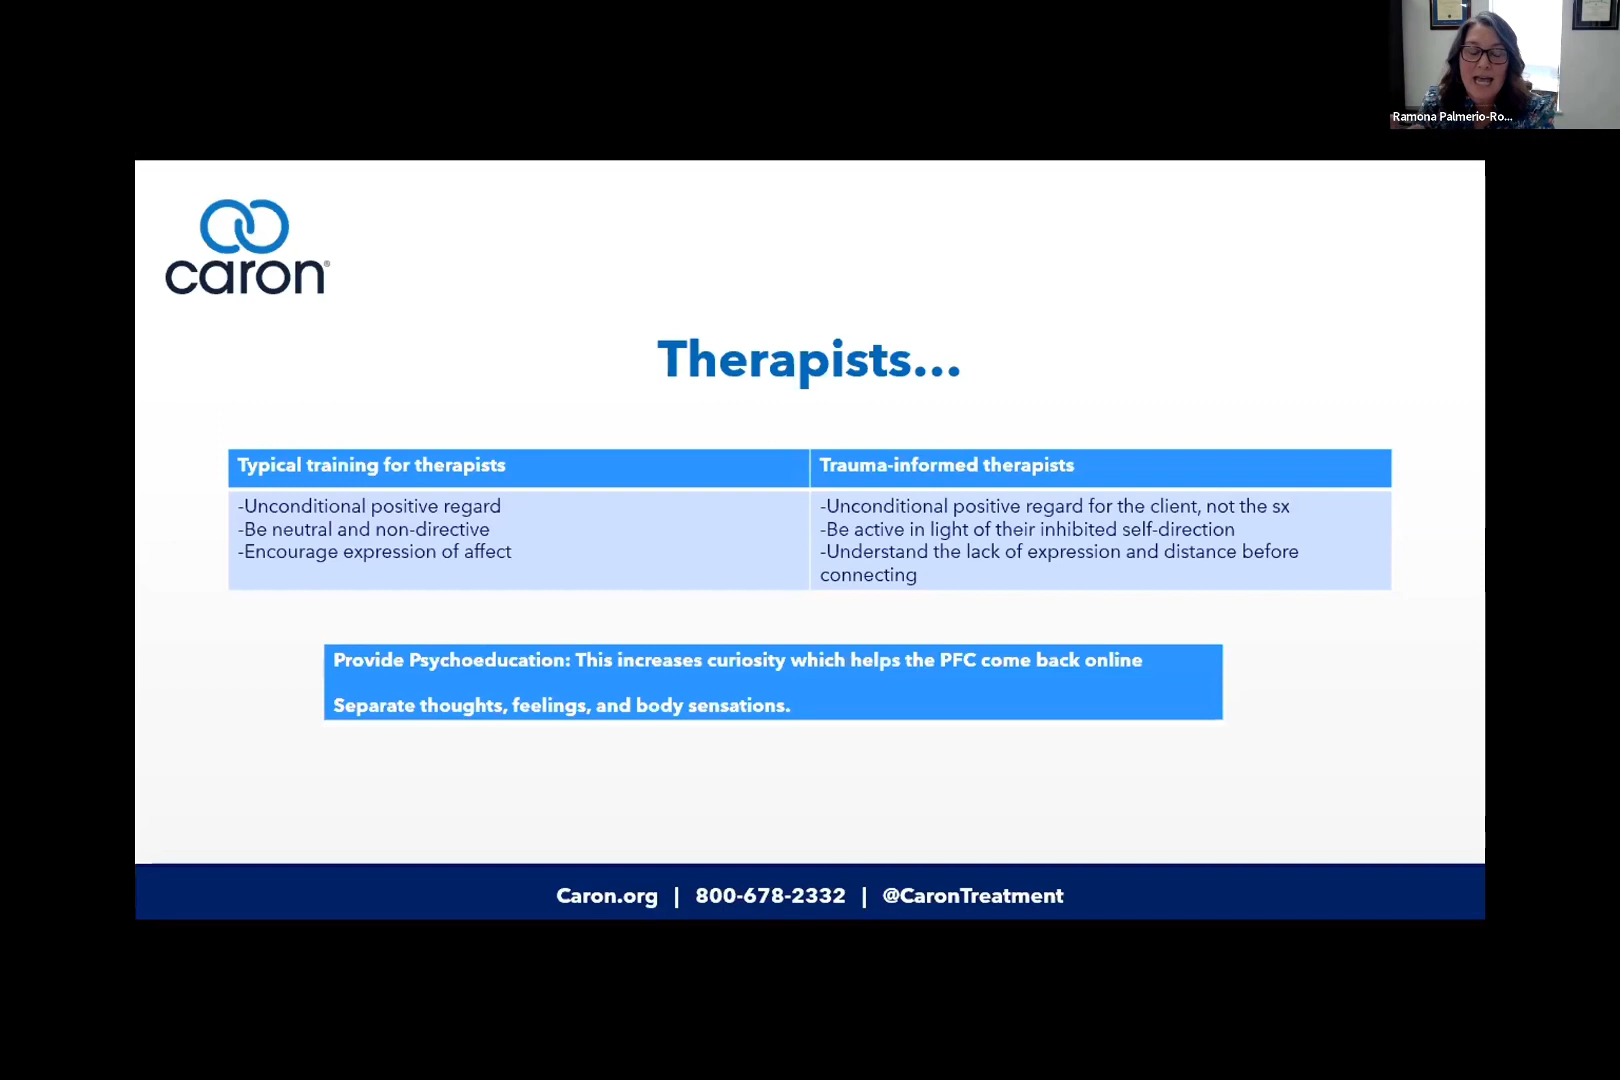 Ramona Palmerio-Ro...
caron®
Therapists...
Typical training for therapists
-Unconditional positive regard
-Be neutral and non-directive
-Encourage expression of affect
Trauma-informed therapists
-Unconditional positive regard for the client, not the sx
-Be active in light of their inhibited self-direction
-Understand the lack of expression and distance before
connecting
Provide Psychoeducation: This increases curiosity which helps the PFC come back online
Separate thoughts, feelings, and body sensations.
Caron.org | 800-678-2332 | @CaronTreatment